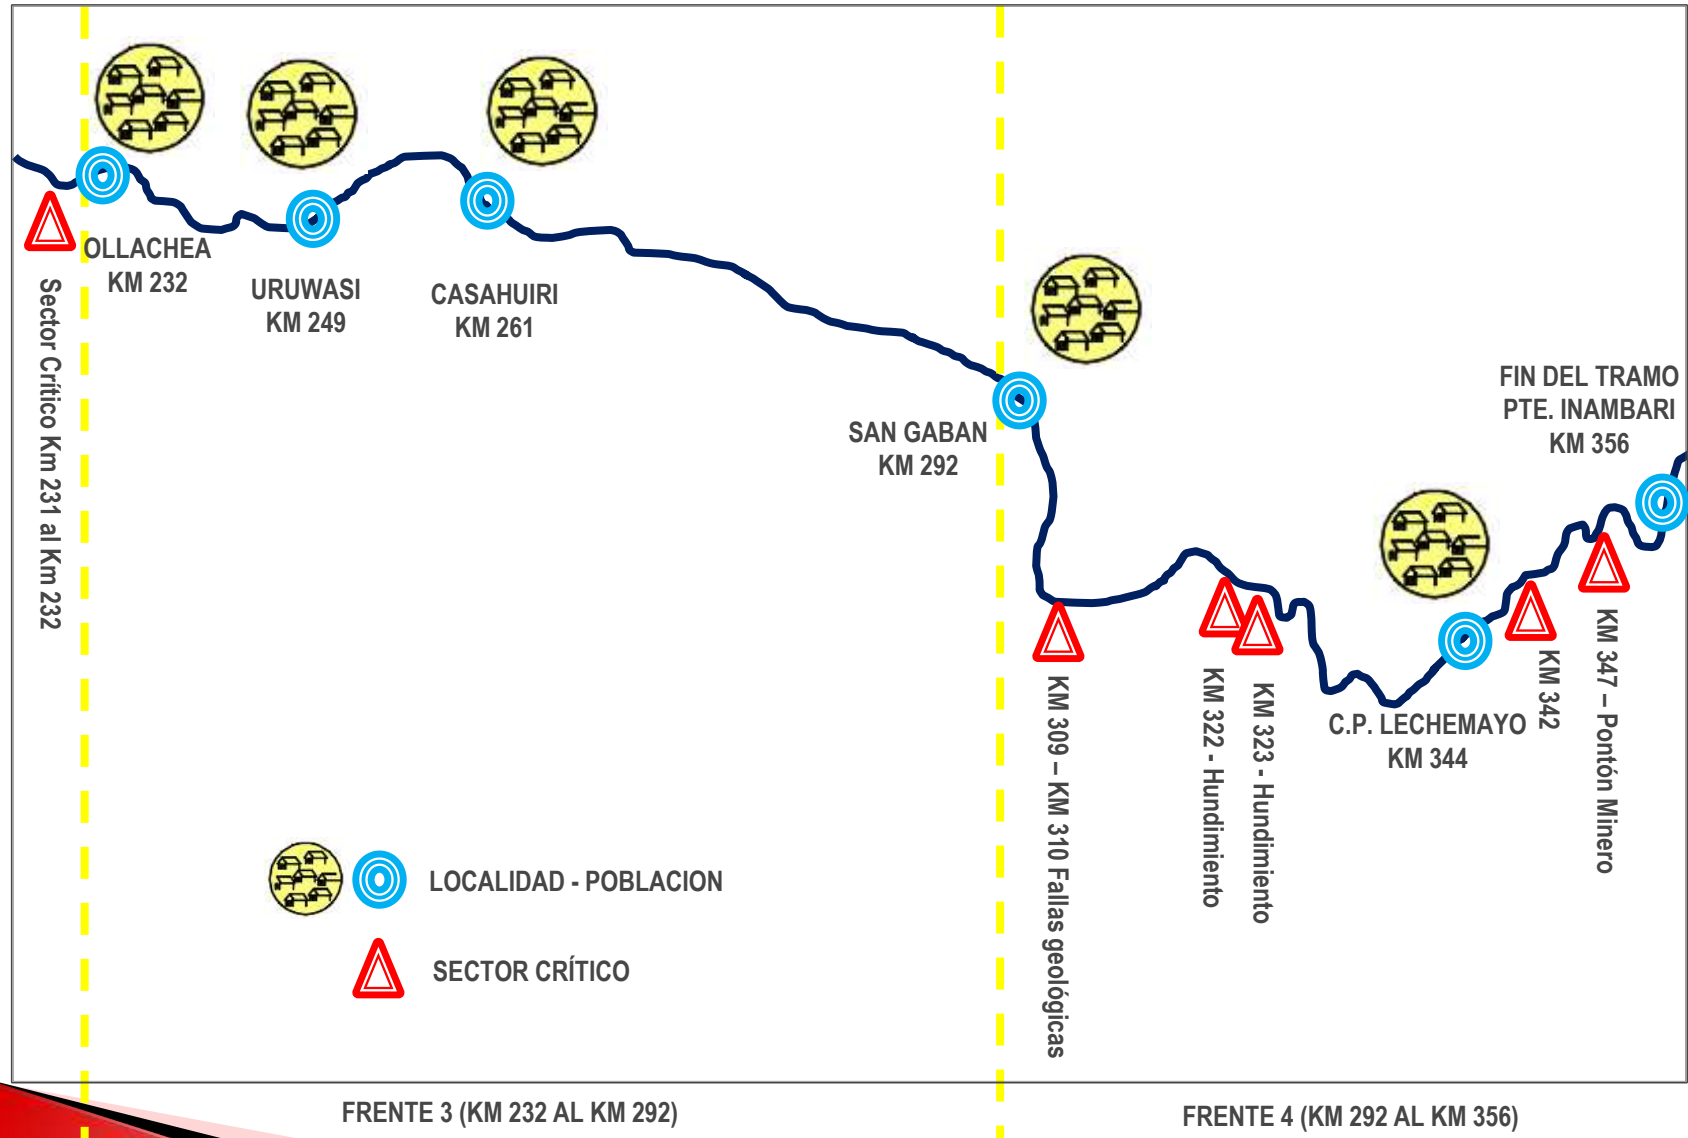 OLLACHEA
KM 232
Sector Crítico Km 231 al Km 232
URUWASI
KM 249
CASAHUIRI
KM 261
SAN GABAN
KM 292
FIN DEL TRAMO
PTE. INAMBARI
KM 356
KM 309 – KM 310 Fallas geológicas
KM 322 - Hundimiento
KM 323 - Hundimiento
C.P. LECHEMAYO
KM 344
KM 342
KM 347 – Pontón Minero
LOCALIDAD - POBLACION
SECTOR CRÍTICO
FRENTE 3 (KM 232 AL KM 292)
FRENTE 4 (KM 292 AL KM 356)